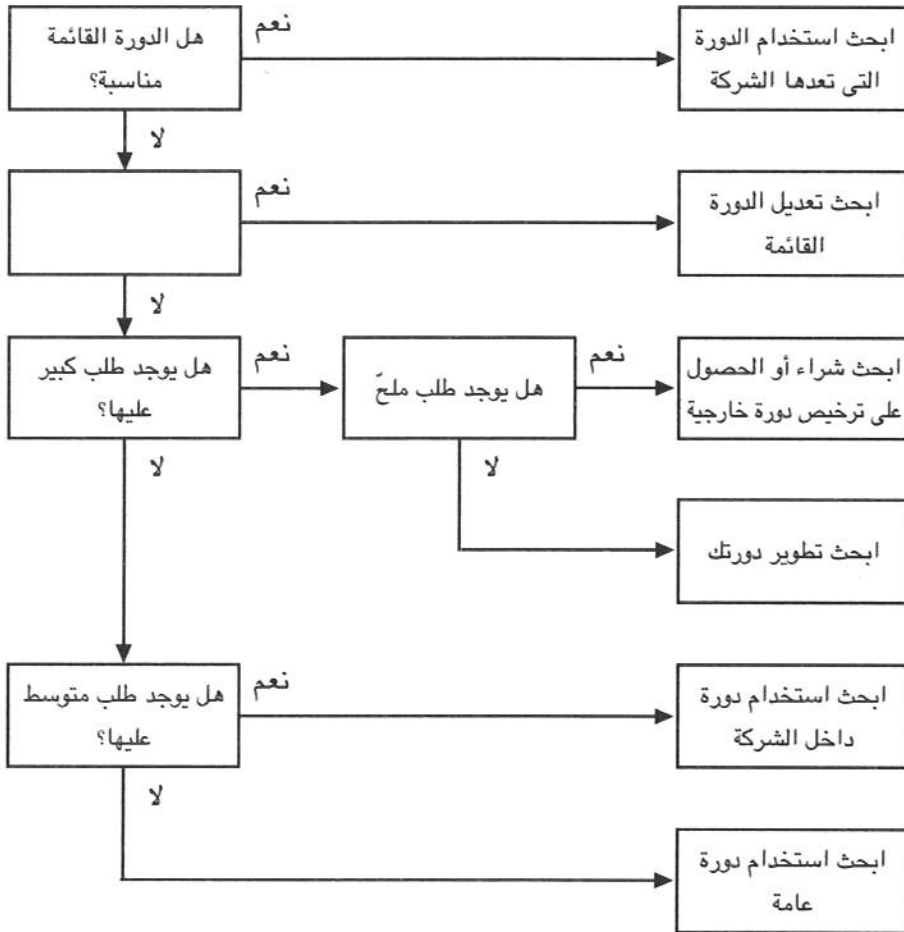 هل الدورة القائمة
مناسبة؟
نعم
ابحث استخدام الدورة
التى تعدها الشركة
لا
نعم
ابحث تعديل الدورة
القائمة
لا
هل يوجد طلب كبير
عليها؟
نعم
هل يوجد طلب ملحّ
نعم
ابحث شراء أو الحصول
على ترخيص دورة خارجية
لا
لا
ابحث تطوير دورتك
هل يوجد طلب متوسط
عليها؟
نعم
ابحث استخدام دورة
داخل الشركة
لا
ابحث استخدام دورة
عامة